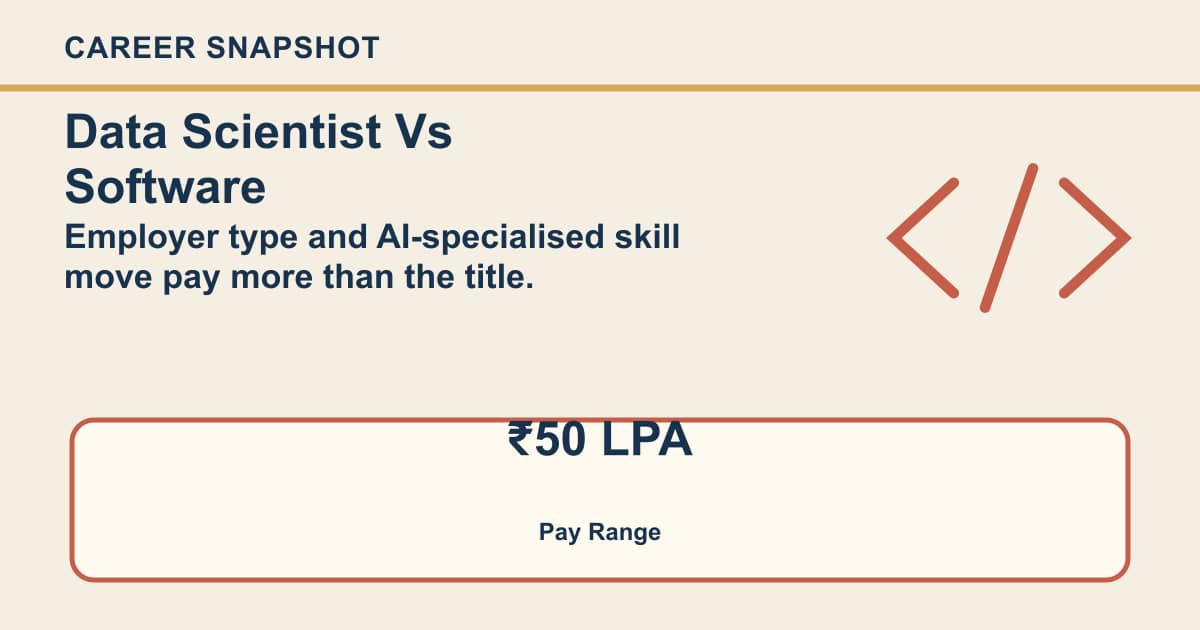 CAREER SNAPSHOT
Data Scientist Vs
Software
Employer type and AI-specialised skill
move pay more than the title.
₹50 LPA
Pay Range